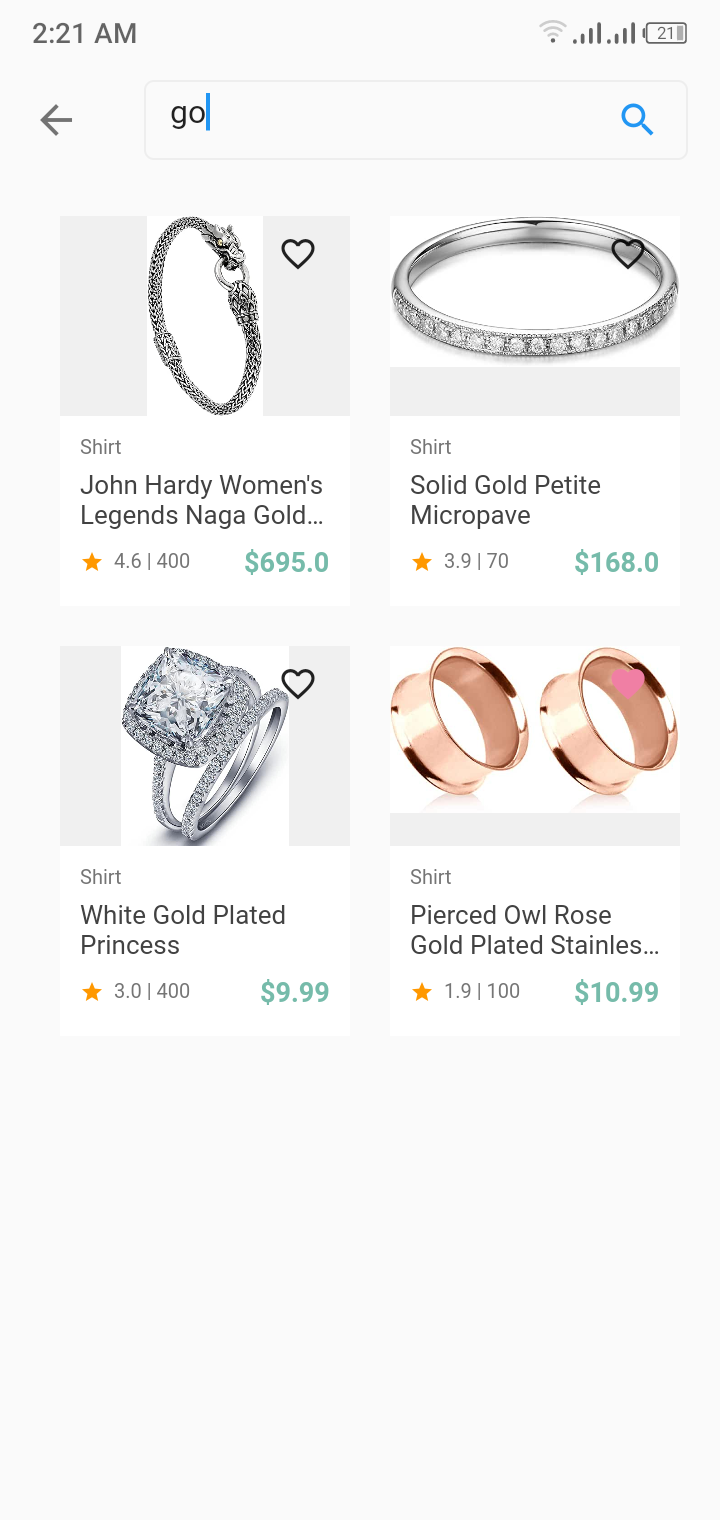 2:21 AM
21
go
Shirt
John Hardy Women's
Legends Naga Gold...
4.6 | 400
$695.0
Shirt
Solid Gold Petite
Micropave
3.9 | 70
$168.0
Shirt
White Gold Plated
Princess
3.0 | 400
$9.99
Shirt
Pierced Owl Rose
Gold Plated Stainles...
1.9 | 100
$10.99